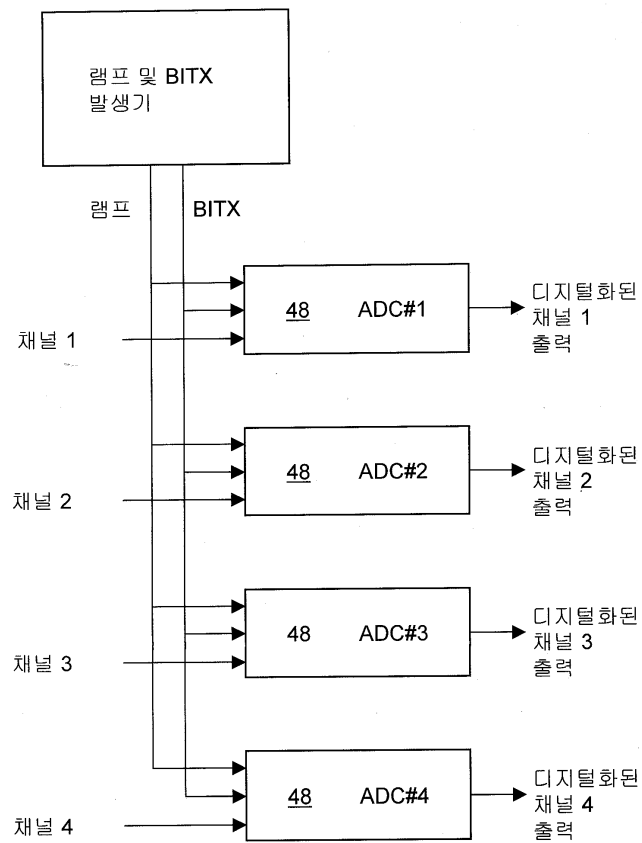 램프 및 BITX
발생기
램프
BITX
48 ADC#1
디지털화된
채널 1
출력
채널 1
48 ADC#2
디지털화된
채널 2
출력
채널 2
48 ADC#3
디지털화된
채널 3
출력
채널 3
48 ADC#4
디지털화된
채널 4
출력
채널 4